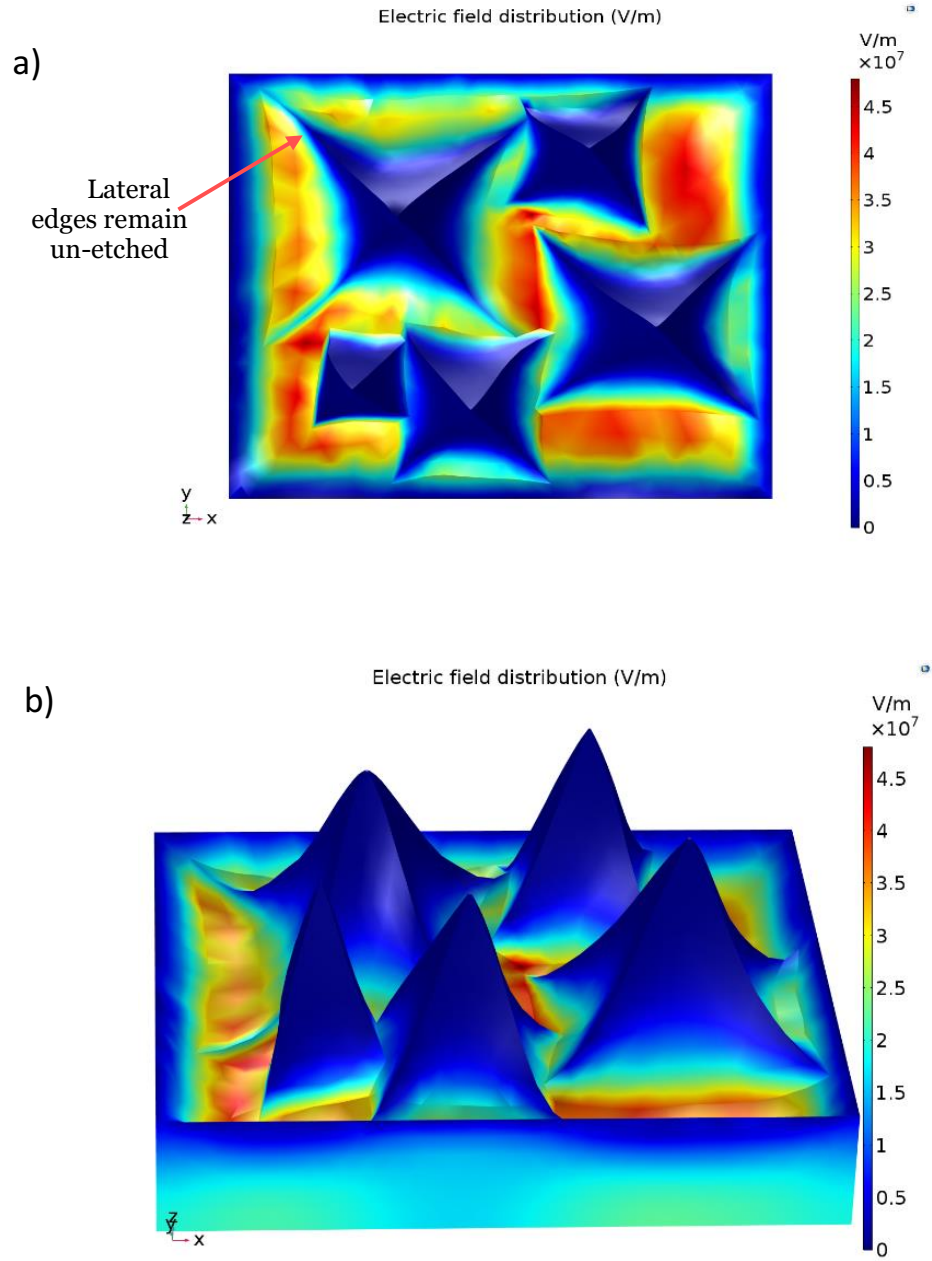 Electric field distribution (V/m)
a)
V/m
×10⁷
4.5
4
3.5
3
2.5
2
1.5
1
0.5
0
Lateral
edges remain
un-etched
y
z x
Electric field distribution (V/m)
b)
V/m
×10⁷
4.5
4
3.5
3
2.5
2
1.5
1
0.5
0
z
y
x